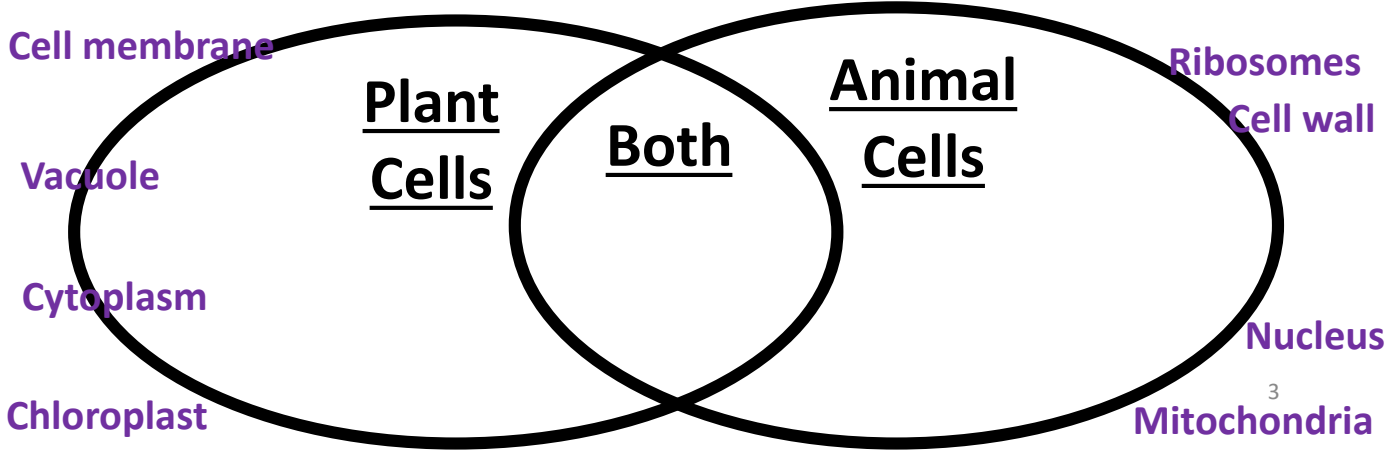 Cell membrane
Vacuole
Cytoplasm
Chloroplast
Plant
Cells
Both
Animal
Cells
Ribosomes
Cell wall
Nucleus
3
Mitochondria